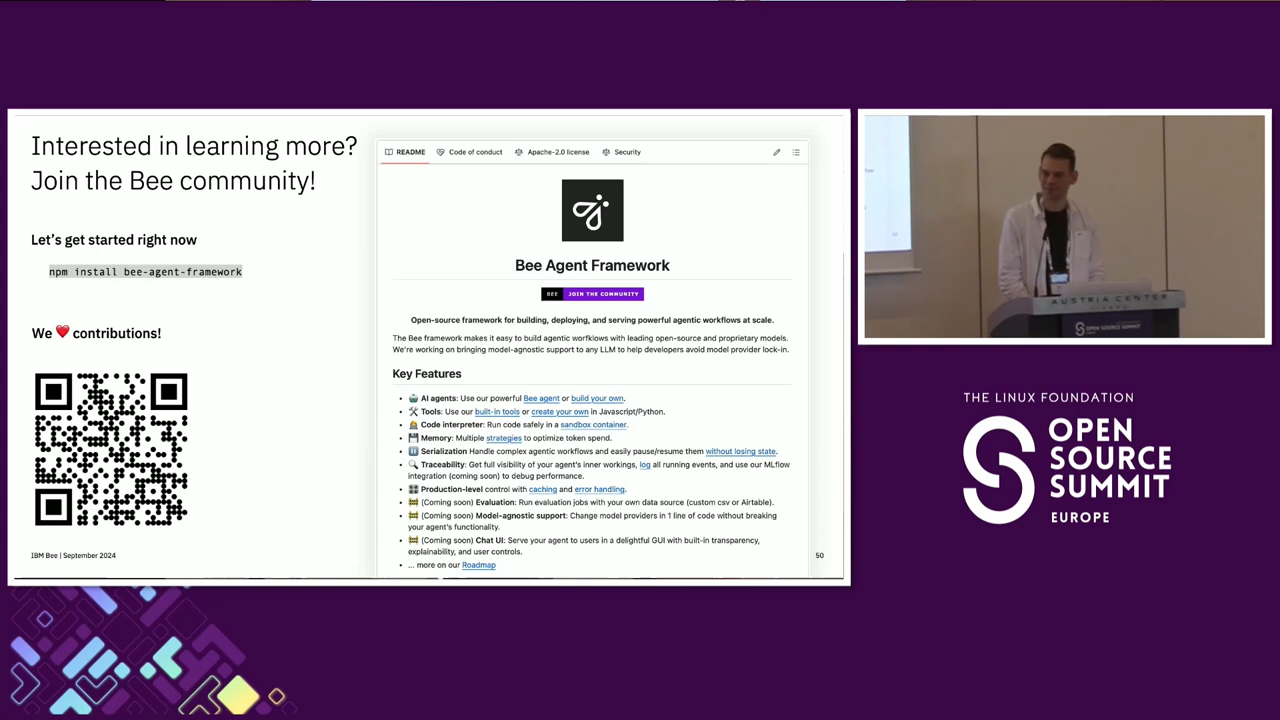 Interested in learning more?
Join the Bee community!
Let's get started right now
npm install bee-agent-framework
We ❤️ contributions!
IBM Bee | September 2024
README
Code of conduct
Apache-2.0 license
Security
Bee Agent Framework
BEE JOIN THE COMMUNITY
Open-source framework for building, deploying, and serving powerful agentic workflows at scale.
The Bee framework makes it easy to build agentic worflkows with leading open-source and proprietary models.
We're working on bringing model-agnostic support to any LLM to help developers avoid model provider lock-in.
Key Features
• 🤖 AI agents: Use our powerful Bee agent or build your own.
• 🛠️ Tools: Use our built-in tools or create your own in Javascript/Python.
• 👩‍💻 Code interpreter: Run code safely in a sandbox container.
• 💾 Memory: Multiple strategies to optimize token spend.
• ⏸️ Serialization Handle complex agentic workflows and easily pause/resume them without losing state.
• 🔍 Traceability: Get full visibility of your agent's inner workings, log all running events, and use our MLflow
integration (coming soon) to debug performance.
• 🎛️ Production-level control with caching and error handling.
• 🚧 (Coming soon) Evaluation: Run evaluation jobs with your own data source (custom csv or Airtable).
• 🚧 (Coming soon) Model-agnostic support: Change model providers in 1 line of code without breaking
your agent's functionality.
• 🚧 (Coming soon) Chat UI: Serve your agent to users in a delightful GUI with built-in transparency,
explainability, and user controls.
• ... more on our Roadmap
50
AUSTRIA CENTER
OPEN SOURCE SUMMIT
THE LINUX FOUNDATION
OPEN
SOURCE
SUMMIT
EUROPE